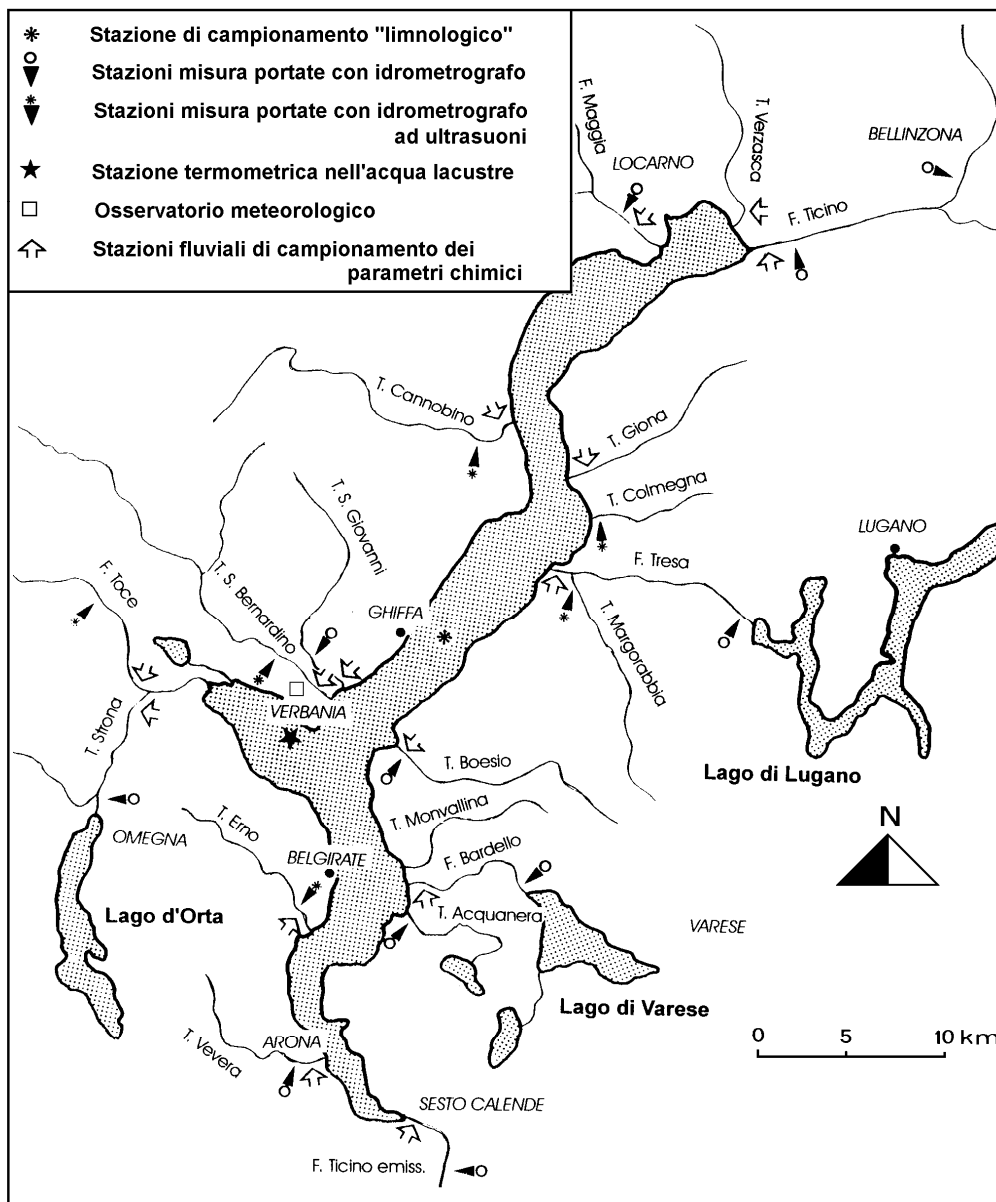 Stazione di campionamento "limnologico"
Stazioni misura portate con idrometrografo
Stazioni misura portate con idrometrografo
ad ultrasuoni
Stazione termometrica nell'acqua lacustre
Osservatorio meteorologico
Stazioni fluviali di campionamento dei
parametri chimici
F. Maggia
LOCARNO
T. Verzasca
BELLINZONA
F. Ticino
T. Cannobino
T. Giona
T. Colmegna
T. S. Giovanni
LUGANO
F. Toce
T. S. Bernardino
GHIFFA
F. Tresa
T. Margorabbia
VERBANIA
T. Strona
T. Boesio
Lago di Lugano
T. Monvallina
N
T. Erno
OMEGNA
BELGIRATE
F. Bardello
Lago d'Orta
T. Acquanera
VARESE
Lago di Varese
ARONA
T. Vevera
0 5 10 km
SESTO CALENDE
F. Ticino emiss.